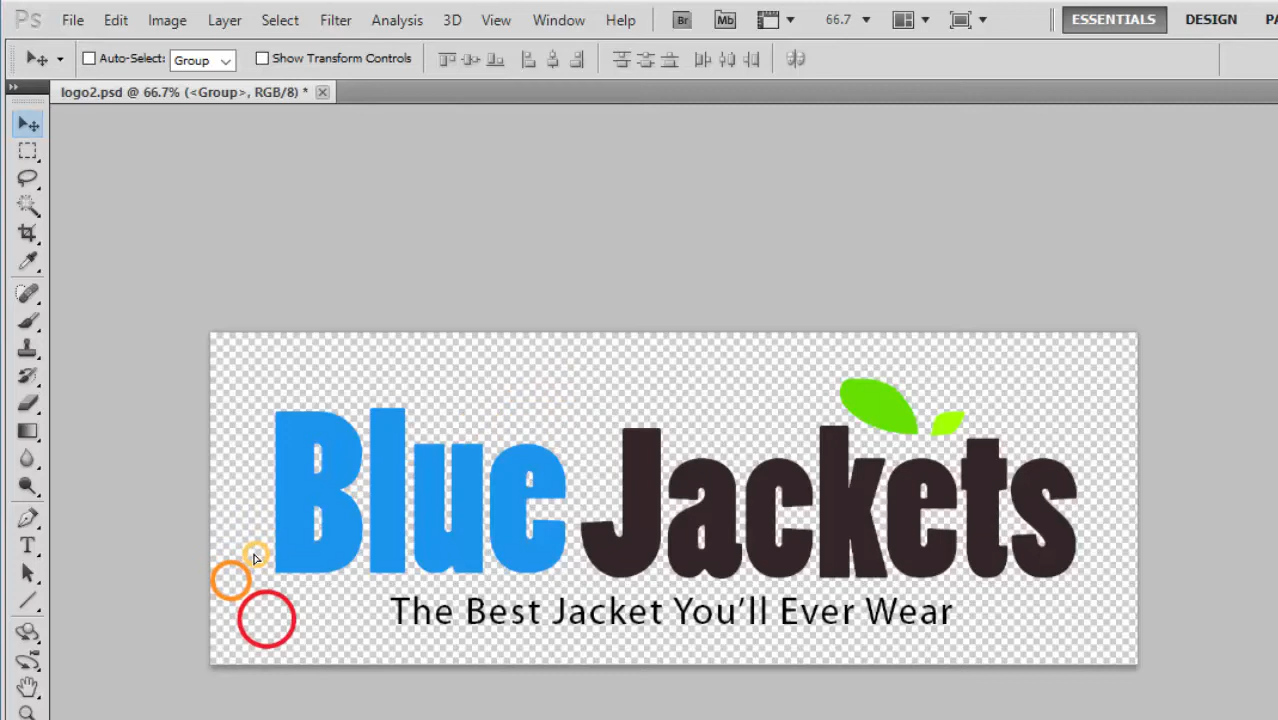 Ps File Edit Image Layer Select Filter Analysis 3D View Window Help Br Mb 66.7 ESSENTIALS DESIGN PA
Auto-Select: Group Show Transform Controls
logo2.psd @ 66.7% (<Group>, RGB/8) *
T
Blue Jackets
The Best Jacket You’ll Ever Wear